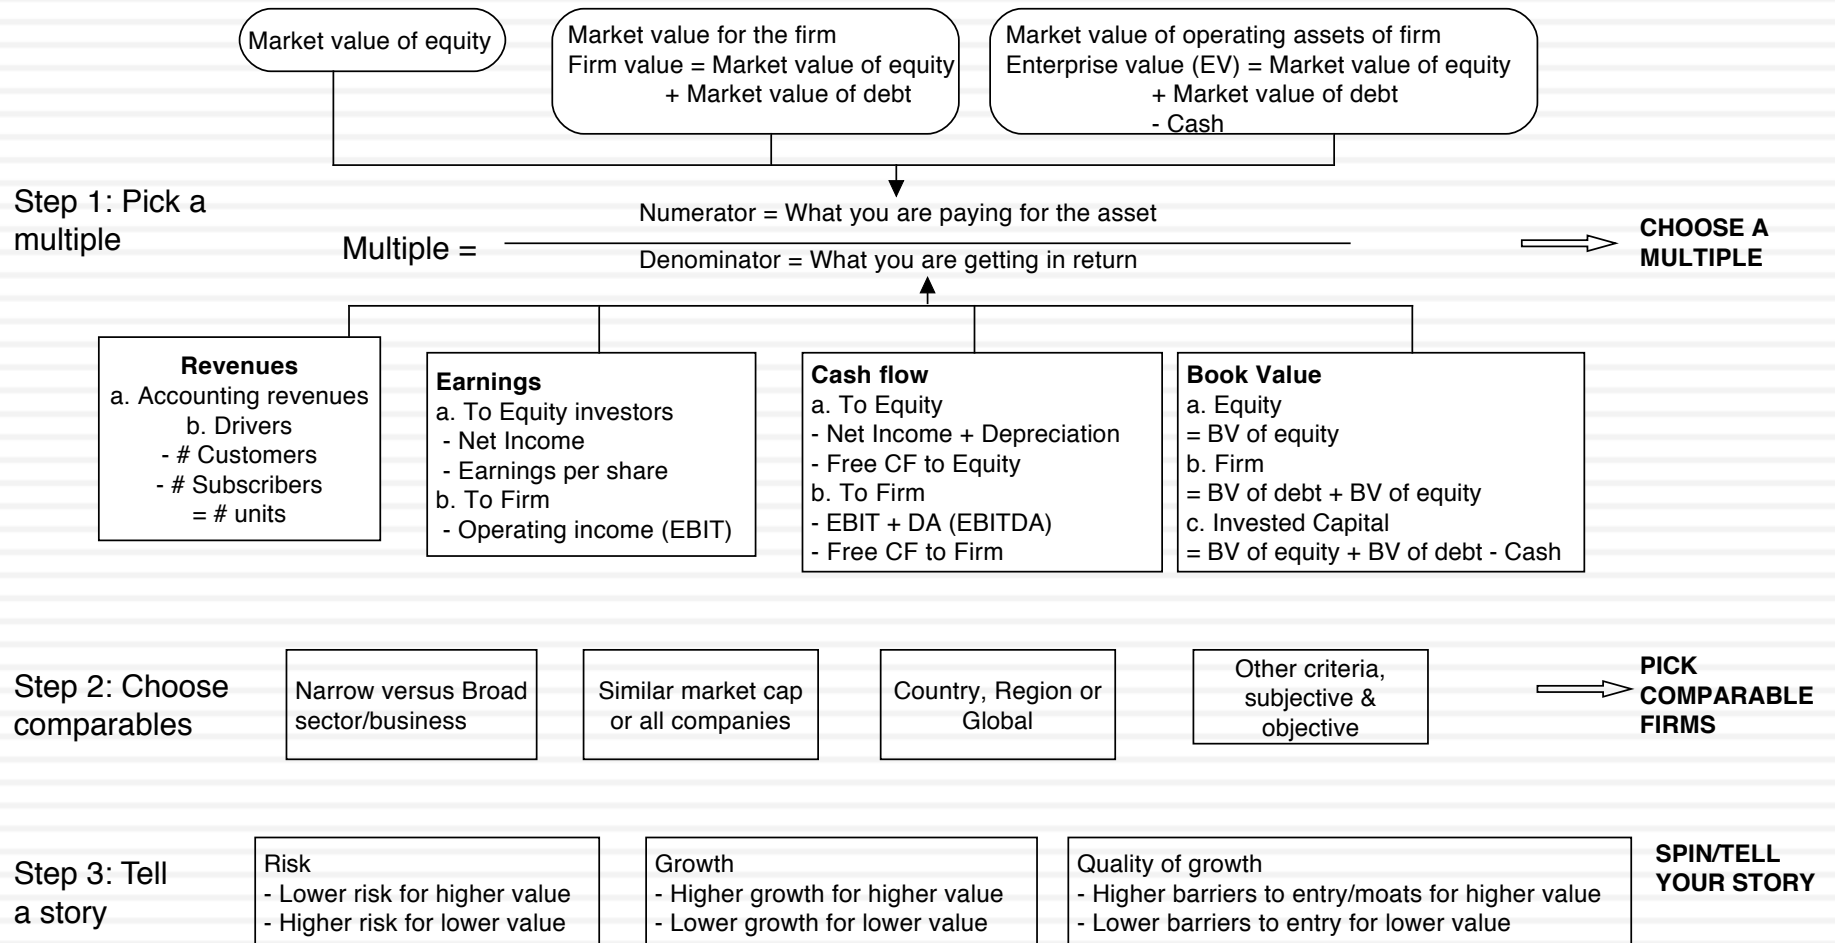 Market value of equity
Market value for the firm
Firm value = Market value of equity
+ Market value of debt
Market value of operating assets of firm
Enterprise value (EV) = Market value of equity
+ Market value of debt
- Cash
Step 1: Pick a
multiple
Multiple =
Numerator = What you are paying for the asset
Denominator = What you are getting in return
CHOOSE A
MULTIPLE
Revenues
a. Accounting revenues
b. Drivers
- # Customers
- # Subscribers
= # units
Earnings
a. To Equity investors
- Net Income
- Earnings per share
b. To Firm
- Operating income (EBIT)
Cash flow
a. To Equity
- Net Income + Depreciation
- Free CF to Equity
b. To Firm
- EBIT + DA (EBITDA)
- Free CF to Firm
Book Value
a. Equity
= BV of equity
b. Firm
= BV of debt + BV of equity
c. Invested Capital
= BV of equity + BV of debt - Cash
Step 2: Choose
comparables
Narrow versus Broad
sector/business
Similar market cap
or all companies
Country, Region or
Global
Other criteria,
subjective &
objective
PICK
COMPARABLE
FIRMS
Step 3: Tell
a story
Risk
- Lower risk for higher value
- Higher risk for lower value
Growth
- Higher growth for higher value
- Lower growth for lower value
Quality of growth
- Higher barriers to entry/moats for higher value
- Lower barriers to entry for lower value
SPIN/TELL
YOUR STORY